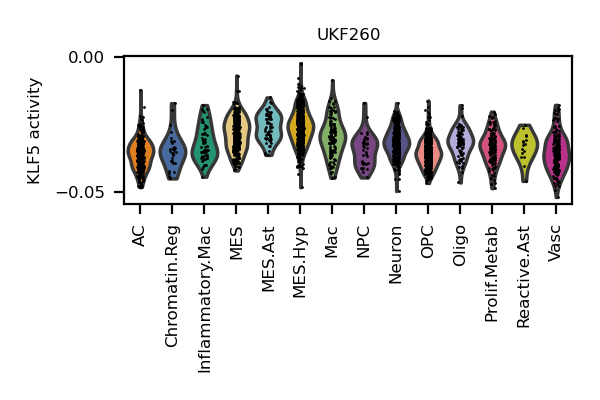 UKF260
0.00
−0.05
KLF5 activity
AC
Chromatin.Reg
Inflammatory.Mac
MES
MES.Ast
MES.Hyp
Mac
NPC
Neuron
OPC
Oligo
Prolif.Metab
Reactive.Ast
Vasc